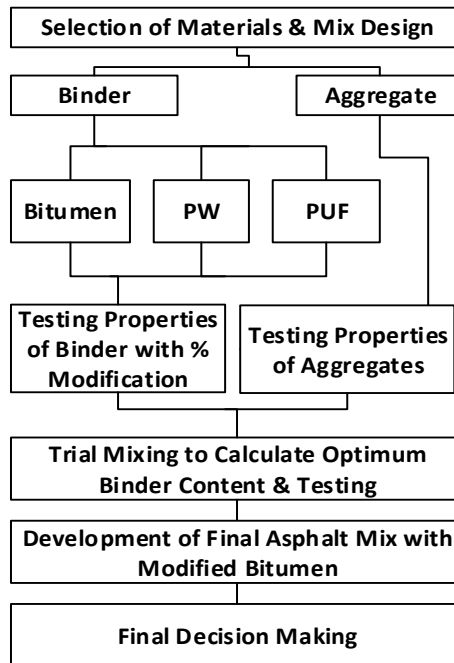 Selection of Materials & Mix Design
Binder
Aggregate
Bitumen
PW
PUF
Testing Properties
of Binder with %
Modification
Testing Properties
of Aggregates
Trial Mixing to Calculate Optimum
Binder Content & Testing
Development of Final Asphalt Mix with
Modified Bitumen
Final Decision Making